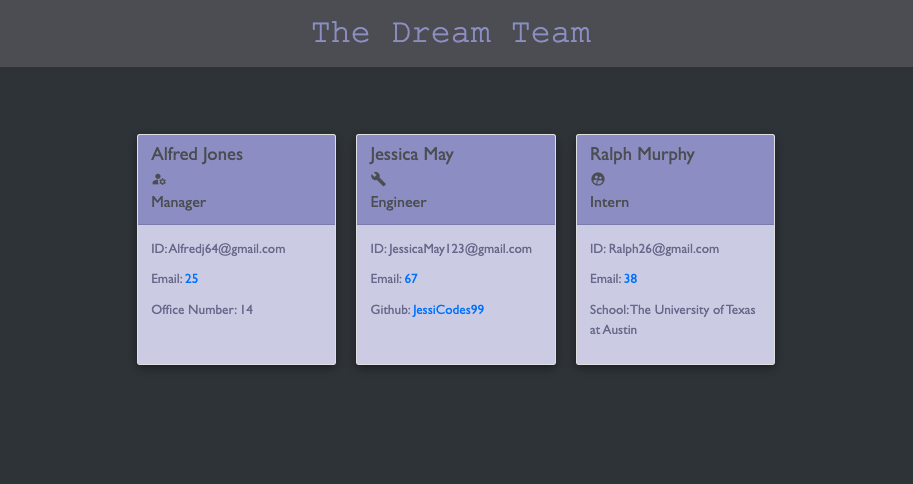 The Dream Team
Alfred Jones
Manager
ID: Alfredj64@gmail.com
Email: 25
Office Number: 14
Jessica May
Engineer
ID: JessicaMay123@gmail.com
Email: 67
Github: JessiCodes99
Ralph Murphy
Intern
ID: Ralph26@gmail.com
Email: 38
School: The University of Texas
at Austin